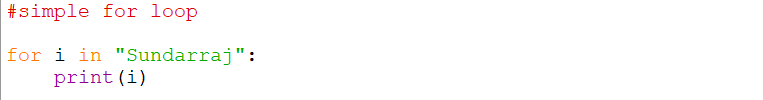 #simple for loop
for i in "Sundarraj":
    print(i)